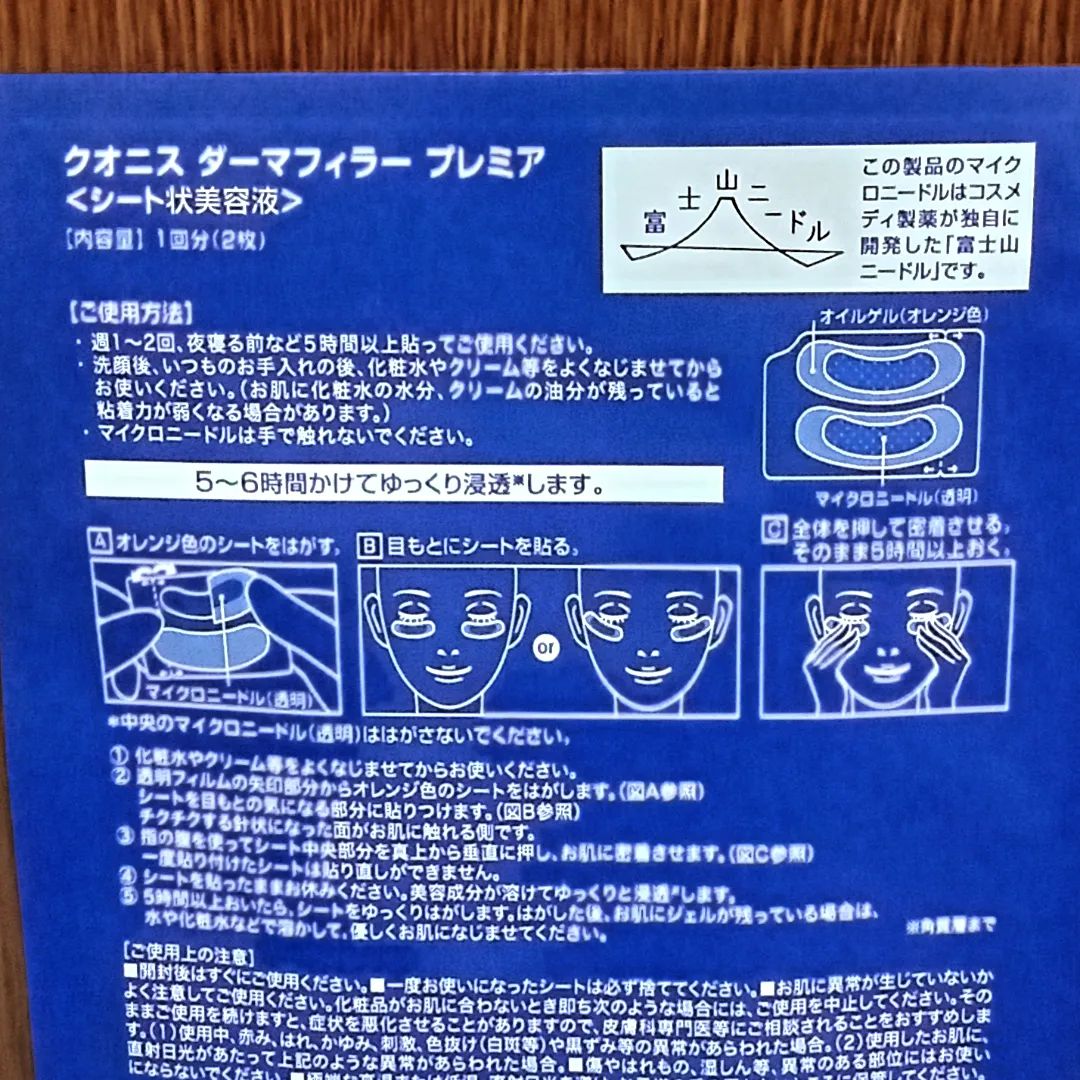 クオニス ダーマフィラー プレミア
<シート状美容液>
【内容量】1回分(2枚)
富士山ニードル
この製品のマイク
ロニードルはコスメ
ディ製薬が独自に
開発した「富士山
ニードル」です。
【ご使用方法】
・週1〜2回、夜寝る前など5時間以上貼ってご使用ください。
・洗顔後、いつものお手入れの後、化粧水やクリーム等をよくなじませてから
お使いください。(お肌に化粧水の水分、クリームの油分が残っていると
粘着力が弱くなる場合があります。)
・マイクロニードルは手で触れないでください。
オイルゲル(オレンジ色)
マイクロニードル(透明)
5〜6時間かけてゆっくり浸透※します。
A オレンジ色のシートをはがす。
マイクロニードル(透明)
B 目もとにシートを貼る。
or
C 全体を押して密着させる。
そのまま5時間以上おく。
*中央のマイクロニードル(透明)ははがさないでください。
① 化粧水やクリーム等をよくなじませてからお使いください。
② 透明フィルムの矢印部分からオレンジ色のシートをはがします。(図A参照)
シートを目もとの気になる部分に貼りつけます。(図B参照)
チクチクする針状になった面がお肌に触れる側です。
③ 指の腹を使ってシート中央部分を真上から垂直に押し、お肌に密着させます。(図C参照)
一度貼り付けたシートは貼り直しができません。
④ シートを貼ったままお休みください。美容成分が溶けてゆっくりと浸透※します。
⑤ 5時間以上おいたら、シートをゆっくりはがします。はがした後、お肌にジェルが残っている場合は、
水や化粧水などで溶かして、優しくお肌になじませてください。
※角質層まで
【ご使用上の注意】
■開封後はすぐにご使用ください。■一度お使いになったシートは必ず捨ててください。■お肌に異常が生じていないか
よく注意してご使用ください。化粧品がお肌に合わないとき即ち次のような場合には、ご使用を中止してください。その
ままご使用を続けますと、症状を悪化させることがありますので、皮膚科専門医等にご相談されることをおすすめしま
す。(1)使用中、赤み、はれ、かゆみ、刺激、色抜け(白斑等)や黒ずみ等の異常があらわれた場合。(2)使用したお肌に、
直射日光があたって上記のような異常があらわれた場合。■傷やはれもの、湿しん等、異常のある部位にはお使い
にならないでください。